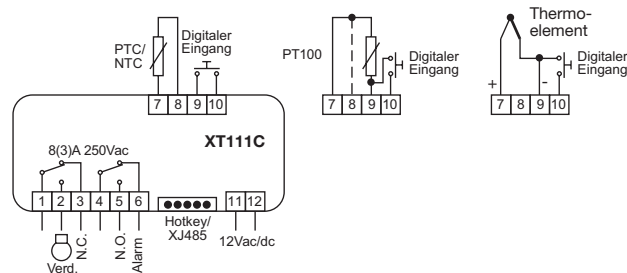 PTC/
NTC
Digitaler
Eingang
7 8 9 10
PT100
Digitaler
Eingang
7 8 9 10
Thermo-
element
Digitaler
Eingang
+ -
7 8 9 10
XT111C
8(3)A 250Vac
1 2 3 4 5 6
11 12
Verd.
N.C.
N.O.
Alarm
Hotkey/
XJ485
12Vac/dc